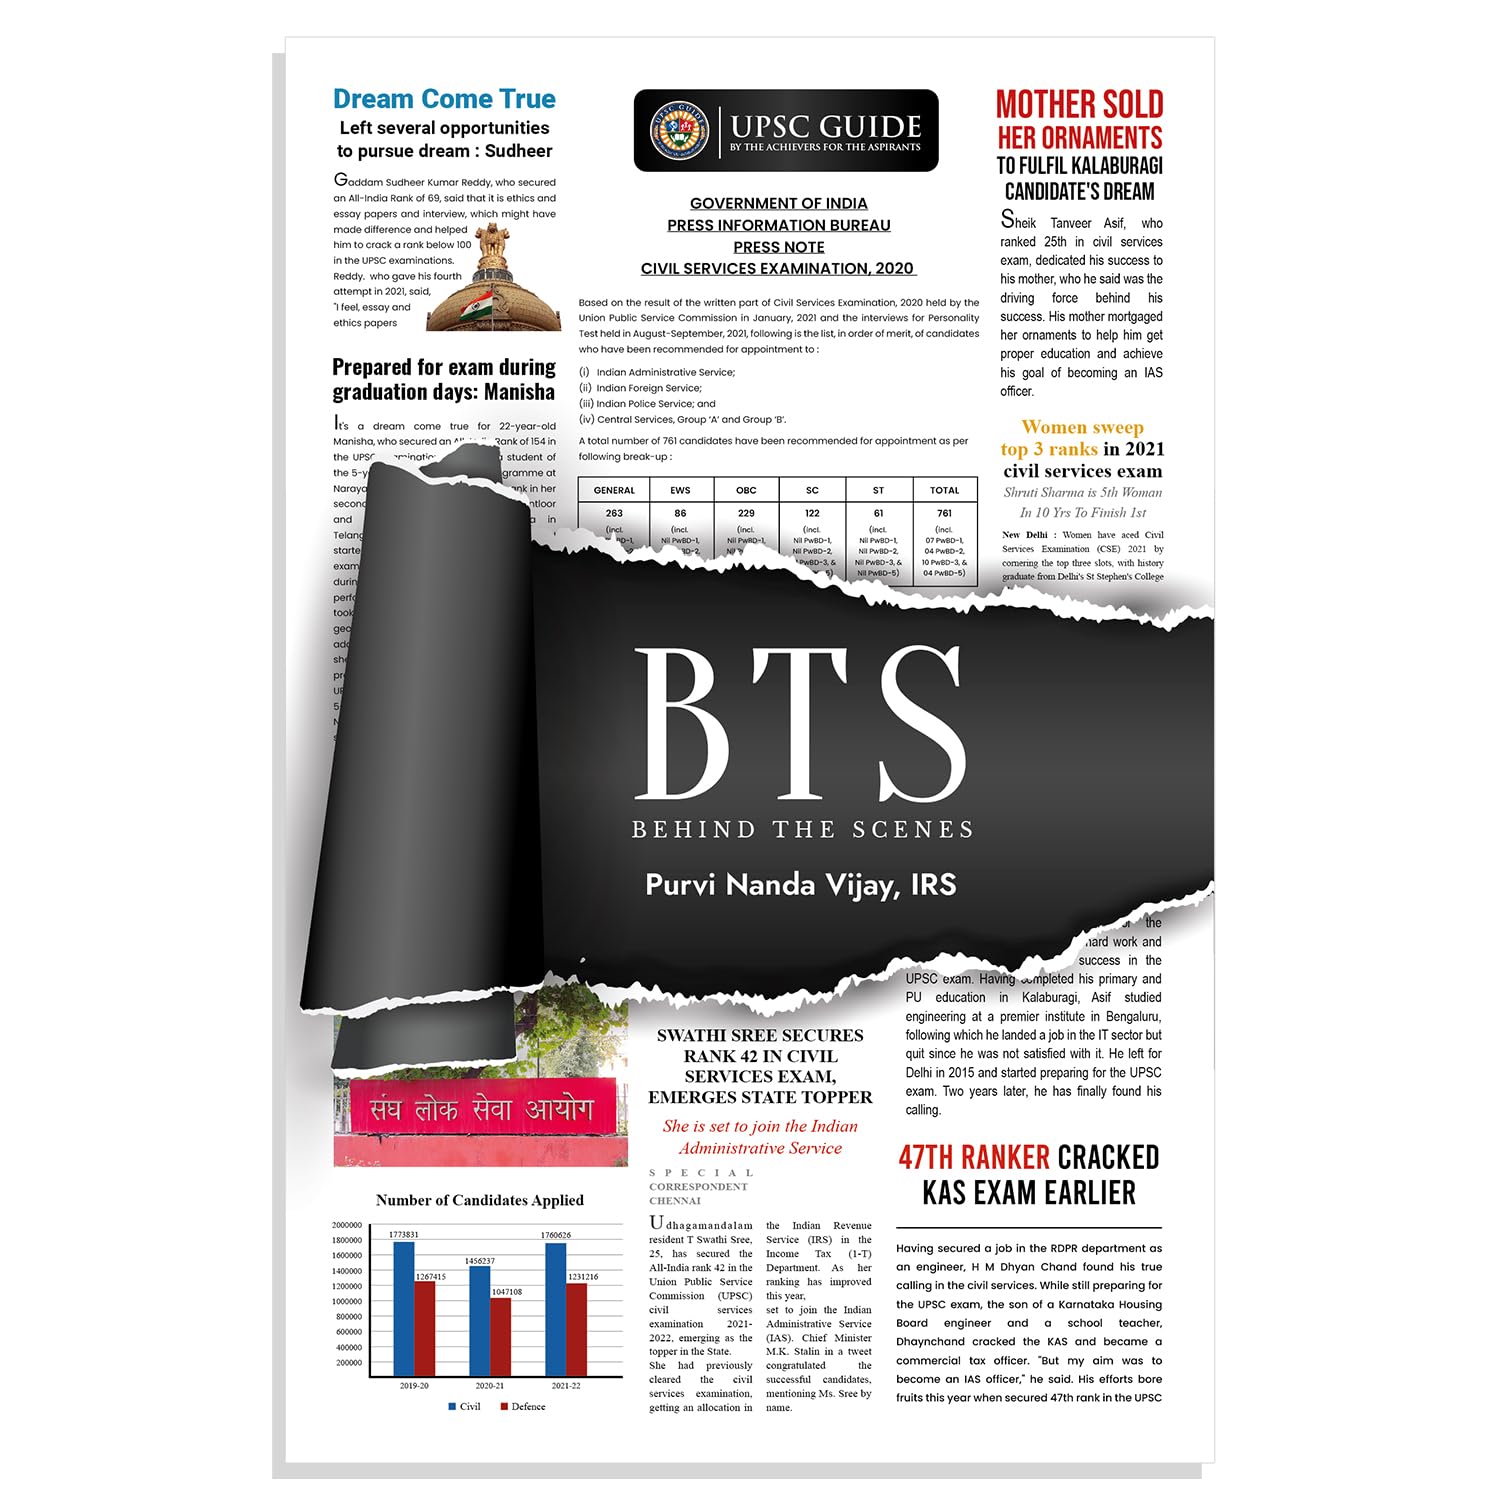 Dream Come True
Left several opportunities
to pursue dream : Sudheer
Gaddam Sudheer Kumar Reddy, who secured
an All-India Rank of 69, said that it is ethics and
essay papers and interview, which might have
made difference and helped
him to crack a rank below 100
in the UPSC examinations.
Reddy. who gave his fourth
attempt in 2021, said,
"I feel, essay and
ethics papers
Prepared for exam during
graduation days: Manisha
It's a dream come true for 22-year-old
Manisha, who secured an Rank of 154 in
the UPSC student of
the 5-y gramme at
Naraya nk in her
secon ntloor
and a in
Telang
starte
exam
durin
perfo
took
geo
add
she
pr
UP
5-
N
UPSC GUIDE
UPSC GUIDE
BY THE ACHIEVERS FOR THE ASPIRANTS
GOVERNMENT OF INDIA
PRESS INFORMATION BUREAU
PRESS NOTE
CIVIL SERVICES EXAMINATION, 2020
Based on the result of the written part of Civil Services Examination, 2020 held by the
Union Public Service Commission in January, 2021 and the interviews for Personality
Test held in August-September, 2021, following is the list, in order of merit, of candidates
who have been recommended for appointment to :
(i) Indian Administrative Service;
(ii) Indian Foreign Service;
(iii) Indian Police Service; and
(iv) Central Services, Group 'A' and Group 'B'.
A total number of 761 candidates have been recommended for appointment as per
following break-up :
GENERAL EWS OBC SC ST TOTAL
263 86 229 122 61 761
(incl. (incl. (incl. (incl. (incl. (incl.
PwBD-1, Nil PwBD-1, Nil PwBD-1, Nil PwBD-1, Nil PwBD-1, 07 PwBD-1,
Nil PwBD-2, Nil PwBD-2, 04 PwBD-2,
PwBD-3, & Nil PwBD-3, & 10 PwBD-3, &
Nil PwBD-5) 04 PwBD-5)
MOTHER SOLD
HER ORNAMENTS
TO FULFIL KALABURAGI
CANDIDATE'S DREAM
Sheik Tanveer Asif, who
ranked 25th in civil services
exam, dedicated his success to
his mother, who he said was the
driving force behind his
success. His mother mortgaged
her ornaments to help him get
proper education and achieve
his goal of becoming an IAS
officer.
Women sweep
top 3 ranks in 2021
civil services exam
Shruti Sharma is 5th Woman
In 10 Yrs To Finish 1st
New Delhi : Women have aced Civil
Services Examination (CSE) 2021 by
cornering the top three slots, with history
graduate from Delhi's St Stephen's College
BTS
BEHIND THE SCENES
Purvi Nanda Vijay, IRS
the
hard work and
success in the
UPSC exam. Having completed his primary and
PU education in Kalaburagi, Asif studied
engineering at a premier institute in Bengaluru,
following which he landed a job in the IT sector but
quit since he was not satisfied with it. He left for
Delhi in 2015 and started preparing for the UPSC
exam. Two years later, he has finally found his
calling.
संघ लोक सेवा आयोग
Number of Candidates Applied
2000000
1800000
1600000
1400000
1200000
1000000
800000
600000
400000
200000
1773831 1267415 1456237 1047108 1760626 1231216
2019-20 2020-21 2021-22
Civil Defence
SWATHI SREE SECURES
RANK 42 IN CIVIL
SERVICES EXAM,
EMERGES STATE TOPPER
She is set to join the Indian
Administrative Service
SPECIAL
CORRESPONDENT
CHENNAI
Udhagamandalam
resident T Swathi Sree,
25, has secured the
All-India rank 42 in the
Union Public Service
Commission (UPSC)
civil services
examination 2021-
2022, emerging as the
topper in the State.
She had previously
cleared the civil
services examination,
getting an allocation in
the Indian Revenue
Service (IRS) in the
Income Tax (1-T)
Department. As her
ranking has improved
this year,
set to join the Indian
Administrative Service
(IAS). Chief Minister
M.K. Stalin in a tweet
congratulated the
successful candidates,
mentioning Ms. Sree by
name.
47TH RANKER CRACKED
KAS EXAM EARLIER
Having secured a job in the RDPR department as
an engineer, H M Dhyan Chand found his true
calling in the civil services. While still preparing for
the UPSC exam, the son of a Karnataka Housing
Board engineer and a school teacher,
Dhaynchand cracked the KAS and became a
commercial tax officer. "But my aim was to
become an IAS officer," he said. His efforts bore
fruits this year when secured 47th rank in the UPSC